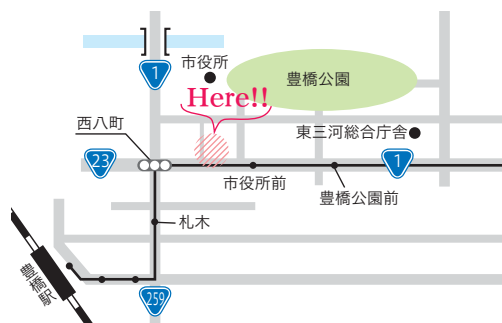 1
市役所
豊橋公園
Here!!
西八町
東三河総合庁舎
23
1
市役所前
豊橋公園前
札木
豊橋駅
259